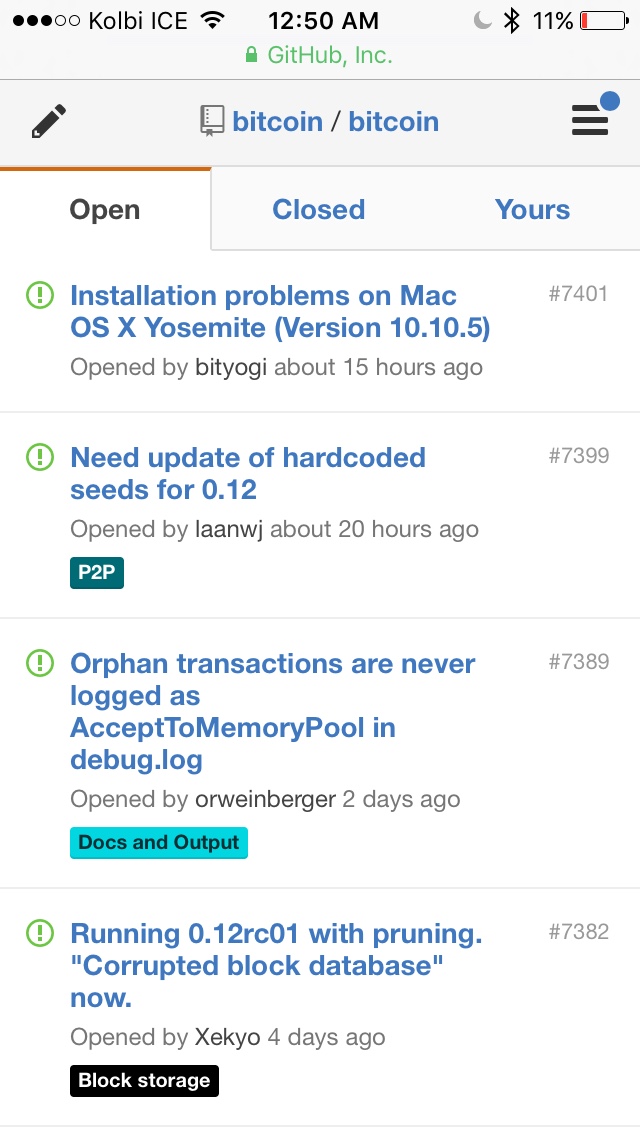 Kolbi ICE 12:50 AM 11%
GitHub, Inc.
bitcoin / bitcoin
Open Closed Yours
Installation problems on Mac #7401
OS X Yosemite (Version 10.10.5)
Opened by bityogi about 15 hours ago
Need update of hardcoded #7399
seeds for 0.12
Opened by laanwj about 20 hours ago
P2P
Orphan transactions are never #7389
logged as
AcceptToMemoryPool in
debug.log
Opened by orweinberger 2 days ago
Docs and Output
Running 0.12rc01 with pruning. #7382
"Corrupted block database"
now.
Opened by Xekyo 4 days ago
Block storage